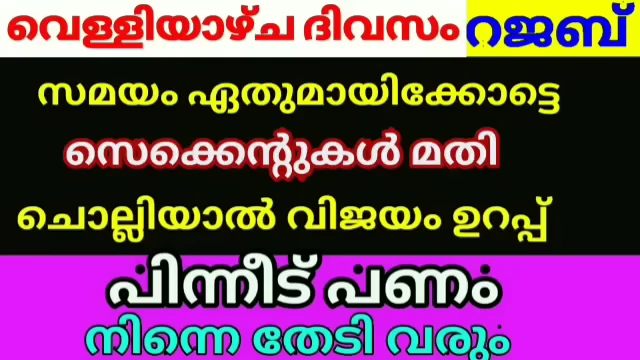 വെള്ളിയാഴ്ച ദിവസം റജബ്
സമയം ഏതുമായിക്കോട്ടെ
സെക്കെന്റുകൾ മതി
ചൊല്ലിയാൽ വിജയം ഉറപ്പ്
പിന്നീട് പണം
നിന്നെ തേടി വരും